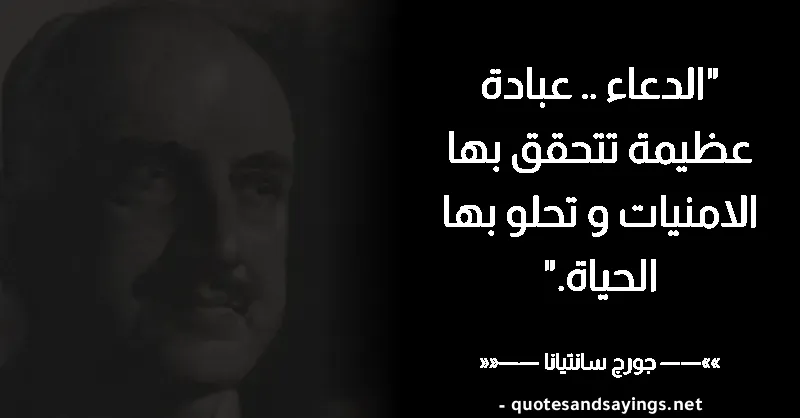 "الدعاء .. عبادة
عظيمة تتحقق بها
الامنيات و تحلو بها
الحياة."
»»—— جورج سانتيانا ——««
- quotesandsayings.net